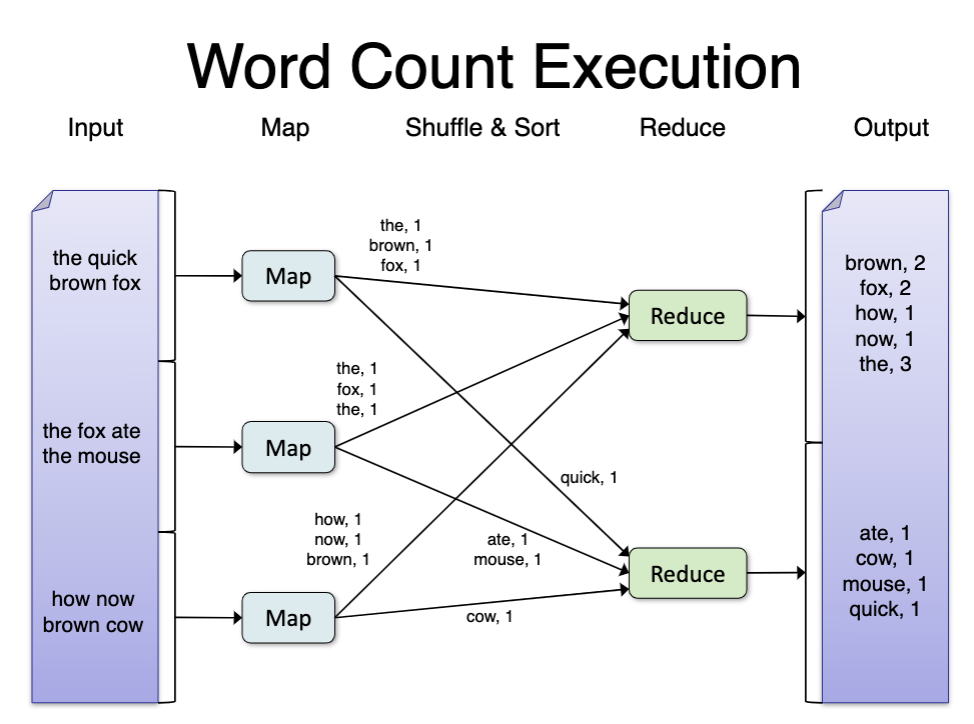 Word Count Execution
Input
Map
Shuffle & Sort
Reduce
Output
the quick
brown fox
the fox ate
the mouse
how now
brown cow
Map
Map
Map
the, 1
brown, 1
fox, 1
the, 1
fox, 1
the, 1
how, 1
now, 1
brown, 1
quick, 1
ate, 1
mouse, 1
cow, 1
Reduce
Reduce
brown, 2
fox, 2
how, 1
now, 1
the, 3
ate, 1
cow, 1
mouse, 1
quick, 1